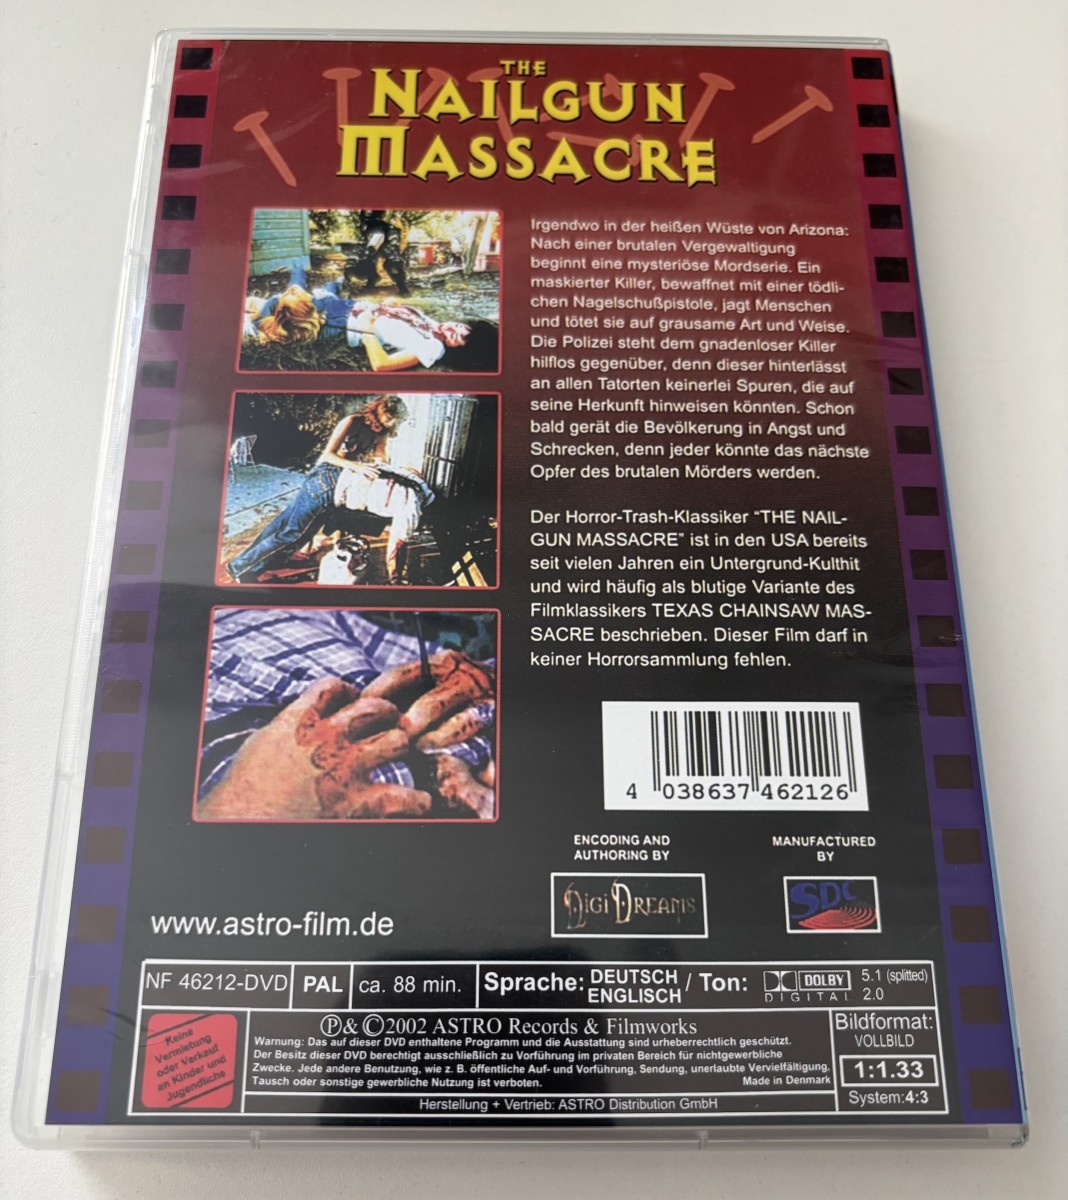 THE
NAILGUN
MASSACRE
Irgendwo in der heißen Wüste von Arizona:
Nach einer brutalen Vergewaltigung
beginnt eine mysteriöse Mordserie. Ein
maskierter Killer, bewaffnet mit einer tödli-
chen Nagelschußpistole, jagt Menschen
und tötet sie auf grausame Art und Weise.
Die Polizei steht dem gnadenloser Killer
hilflos gegenüber, denn dieser hinterlässt
an allen Tatorten keinerlei Spuren, die auf
seine Herkunft hinweisen könnten. Schon
bald gerät die Bevölkerung in Angst und
Schrecken, denn jeder könnte das nächste
Opfer des brutalen Mörders werden.
Der Horror-Trash-Klassiker "THE NAIL-
GUN MASSACRE" ist in den USA bereits
seit vielen Jahren ein Untergrund-Kulthit
und wird häufig als blutige Variante des
Filmklassikers TEXAS CHAINSAW MAS-
SACRE beschrieben. Dieser Film darf in
keiner Horrorsammlung fehlen.
4 038637 462126
ENCODING AND
AUTHORING BY
DIGI DREAMS
MANUFACTURED
BY
SDC
www.astro-film.de
NF 46212-DVD
PAL
ca. 88 min.
Sprache: DEUTSCH / Ton:
ENGLISCH
DOLBY
DIGITAL
5.1 (splitted)
2.0
Keine
Vermietung
oder Verkauf
an Kinder und
Jugendliche
℗ & © 2002 ASTRO Records & Filmworks
Warnung: Das auf dieser DVD enthaltene Programm und die Ausstattung sind urheberrechtlich geschützt.
Der Besitz dieser DVD berechtigt ausschließlich zu Vorführung im privaten Bereich für nichtgewerbliche
Zwecke. Jede andere Benutzung, wie z. B. öffentliche Auf- und Vorführung, Sendung, unerlaubte Vervielfältigung,
Tausch oder sonstige gewerbliche Nutzung ist verboten.
Made in Denmark
Herstellung + Vertrieb: ASTRO Distribution GmbH
Bildformat:
VOLLBILD
1:1.33
System:4:3